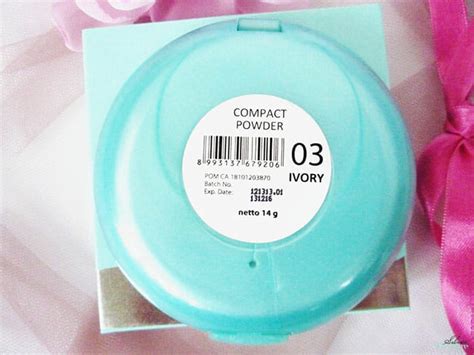 COMPACT
POWDER
03
8 993137 679206
IVORY
POM CA 18101203870
Batch No. 121313.01
Exp. Date: 131216
netto 14 g